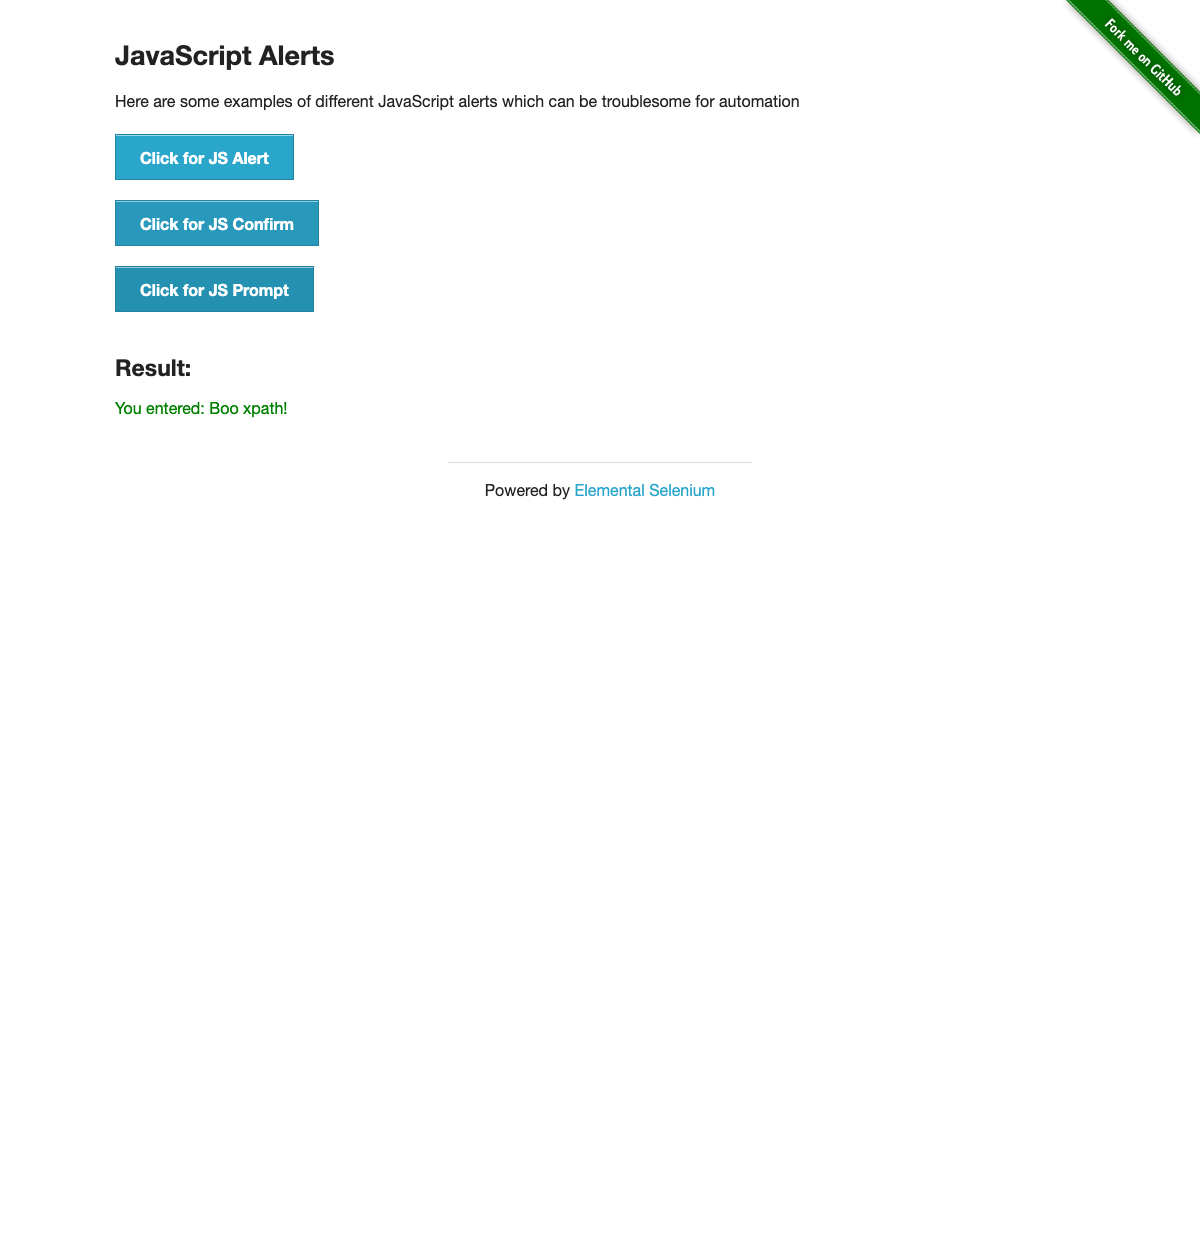 Fork me on GitHub
JavaScript Alerts
Here are some examples of different JavaScript alerts which can be troublesome for automation
Click for JS Alert
Click for JS Confirm
Click for JS Prompt
Result:
You entered: Boo xpath!
Powered by Elemental Selenium